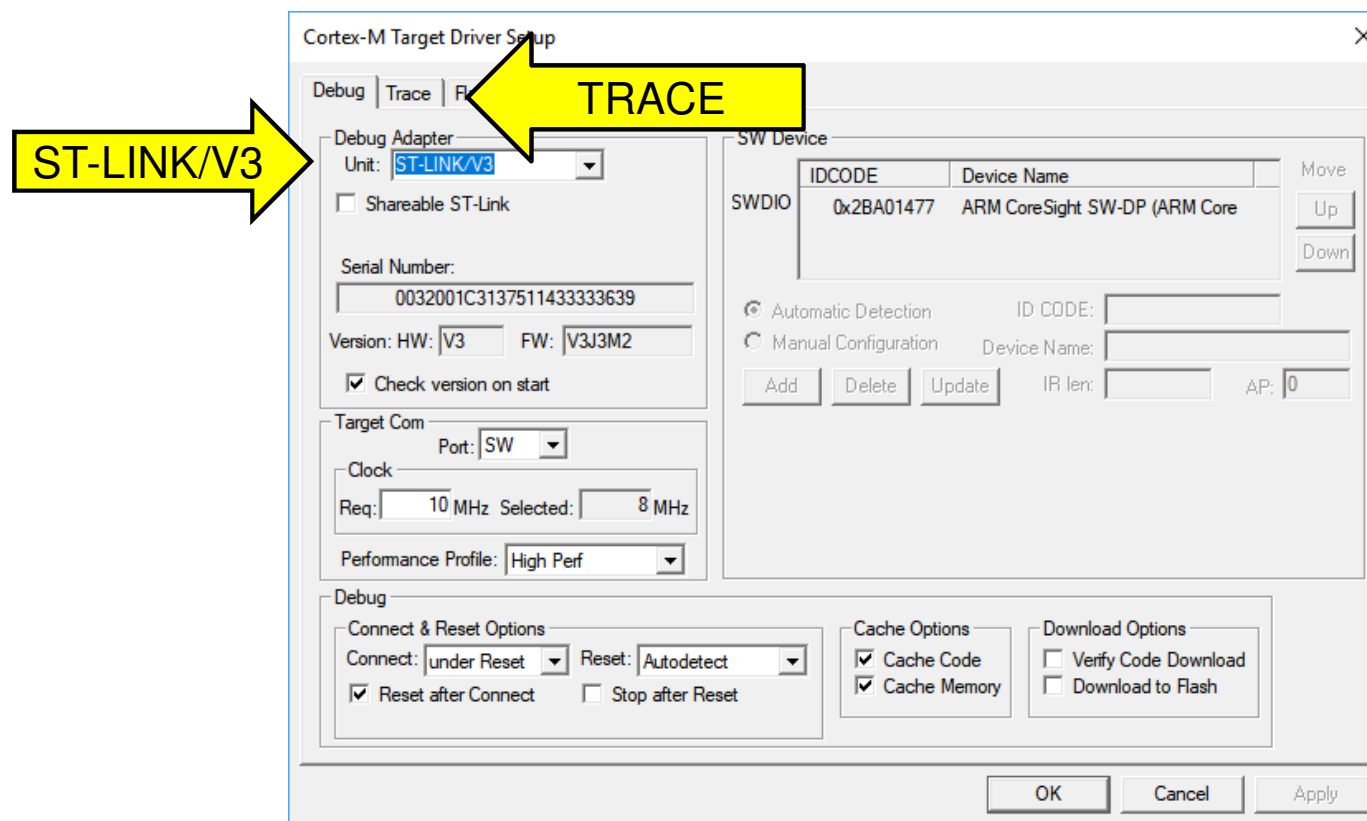 Cortex-M Target Driver Setup
Debug Trace
TRACE
ST-LINK/V3
Debug Adapter
Unit: ST-LINK/V3
Shareable ST-Link
Serial Number:
0032001C3137511433333639
Version: HW: V3 FW: V3J3M2
Check version on start
Target Com
Port: SW
Clock
Req: 10 MHz Selected: 8 MHz
Performance Profile: High Perf
SW Device
IDCODE Device Name
SWDIO 0x2BA01477 ARM CoreSight SW-DP (ARM Core
Move
Up
Down
Automatic Detection ID CODE:
Manual Configuration Device Name:
Add Delete Update IR len: AP: 0
Debug
Connect & Reset Options
Connect: under Reset Reset: Autodetect
Reset after Connect Stop after Reset
Cache Options
Cache Code
Cache Memory
Download Options
Verify Code Download
Download to Flash
OK Cancel Apply